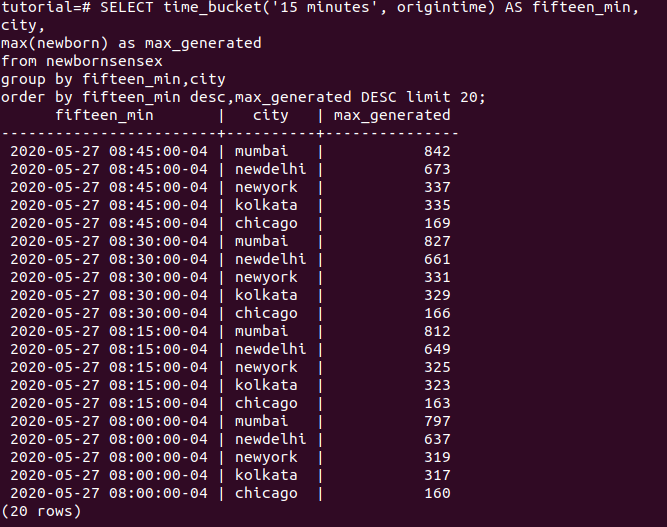 tutorial=# SELECT time_bucket('15 minutes', origintime) AS fifteen_min,
city,
max(newborn) as max_generated
from newbornsensex
group by fifteen_min,city
order by fifteen_min desc,max_generated DESC limit 20;
      fifteen_min       |   city   | max_generated
------------------------+----------+---------------
 2020-05-27 08:45:00-04 | mumbai   |           842
 2020-05-27 08:45:00-04 | newdelhi |           673
 2020-05-27 08:45:00-04 | newyork  |           337
 2020-05-27 08:45:00-04 | kolkata  |           335
 2020-05-27 08:45:00-04 | chicago  |           169
 2020-05-27 08:30:00-04 | mumbai   |           827
 2020-05-27 08:30:00-04 | newdelhi |           661
 2020-05-27 08:30:00-04 | newyork  |           331
 2020-05-27 08:30:00-04 | kolkata  |           329
 2020-05-27 08:30:00-04 | chicago  |           166
 2020-05-27 08:15:00-04 | mumbai   |           812
 2020-05-27 08:15:00-04 | newdelhi |           649
 2020-05-27 08:15:00-04 | newyork  |           325
 2020-05-27 08:15:00-04 | kolkata  |           323
 2020-05-27 08:15:00-04 | chicago  |           163
 2020-05-27 08:00:00-04 | mumbai   |           797
 2020-05-27 08:00:00-04 | newdelhi |           637
 2020-05-27 08:00:00-04 | newyork  |           319
 2020-05-27 08:00:00-04 | kolkata  |           317
 2020-05-27 08:00:00-04 | chicago  |           160
(20 rows)